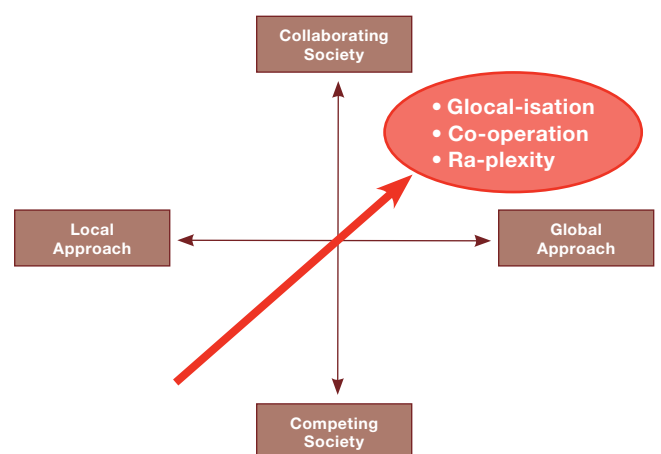 Collaborating
Society
• Glocal-isation
• Co-operation
• Ra-plexity
Local
Approach
Global
Approach
Competing
Society